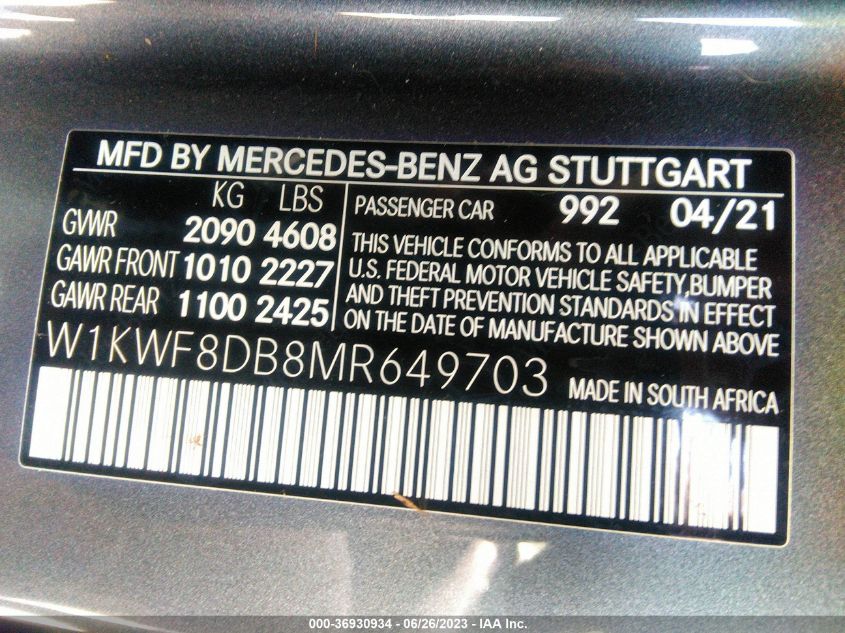 MFD BY MERCEDES-BENZ AG STUTTGART
KG LBS
GVWR 2090 4608
GAWR FRONT 1010 2227
GAWR REAR 1100 2425
PASSENGER CAR 992 04/21
THIS VEHICLE CONFORMS TO ALL APPLICABLE
U.S. FEDERAL MOTOR VEHICLE SAFETY,BUMPER
AND THEFT PREVENTION STANDARDS IN EFFECT
ON THE DATE OF MANUFACTURE SHOWN ABOVE
W1KWF8DB8MR649703
MADE IN SOUTH AFRICA
000-36930934 - 06/26/2023 - IAA Inc.